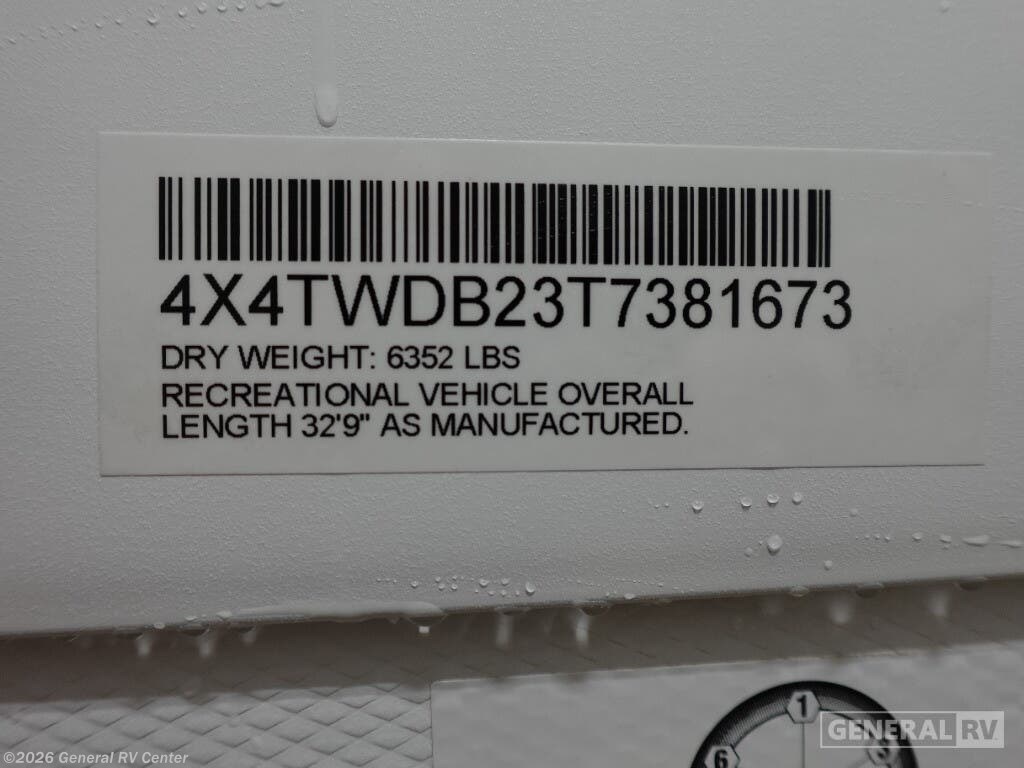 4X4TWDB23T7381673
DRY WEIGHT: 6352 LBS
RECREATIONAL VEHICLE OVERALL
LENGTH 32'9" AS MANUFACTURED.
1
6
GENERAL RV
©2026 General RV Center